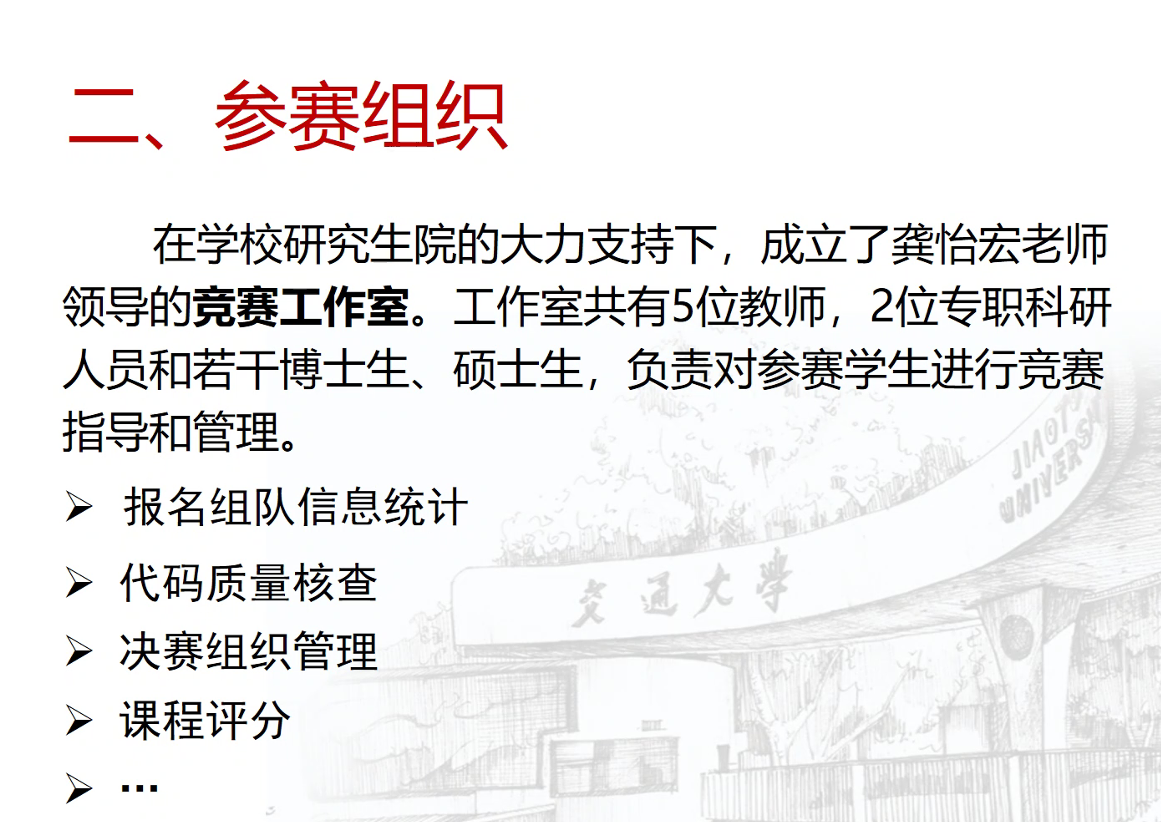 二、参赛组织
在学校研究生院的大力支持下，成立了龚怡宏老师
领导的竞赛工作室。工作室共有5位教师，2位专职科研
人员和若干博士生、硕士生，负责对参赛学生进行竞赛
指导和管理。
➢ 报名组队信息统计
➢ 代码质量核查
➢ 决赛组织管理
➢ 课程评分
➢ …
JIAOTO
UNIVERS
交通大學